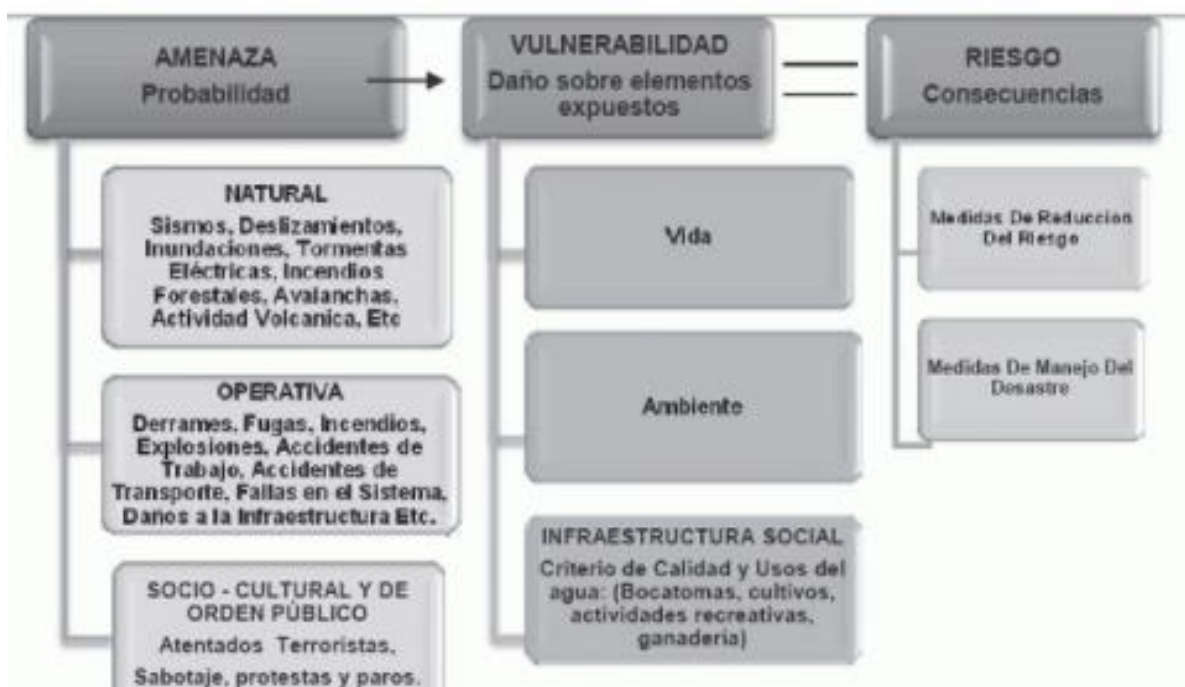 AMENAZA
Probabilidad
NATURAL
Sismos, Deslizamientos,
Inundaciones, Tormentas
Eléctricas, Incendios
Forestales, Avalanchas,
Actividad Volcanica, Etc
OPERATIVA
Derrames, Fugas, Incendios,
Explosiones, Accidentes de
Trabajo, Accidentes de
Transporte, Fallas en el Sistema,
Daños a la Infraestructura Etc.
SOCIO - CULTURAL Y DE
ORDEN PÚBLICO
Atentados Terroristas,
Sabotaje, protestas y paros.
VULNERABILIDAD
Daño sobre elementos
expuestos
Vida
Ambiente
INFRAESTRUCTURA SOCIAL
Criterio de Calidad y Usos del
agua: (Bocatomas, cultivos,
actividades recreativas,
ganaderia)
RIESGO
Consecuencias
Medidas De Reduccion
Del Riesgo
Medidas De Manejo Del
Desastre